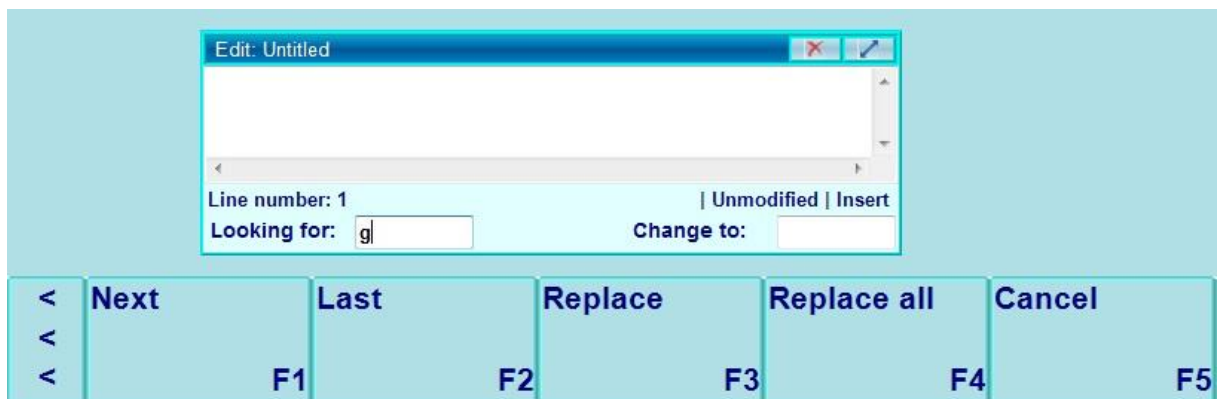 Edit: Untitled
Line number: 1 | Unmodified | Insert
Looking for: g Change to:
< Next Last Replace Replace all Cancel
<
< F1 F2 F3 F4 F5